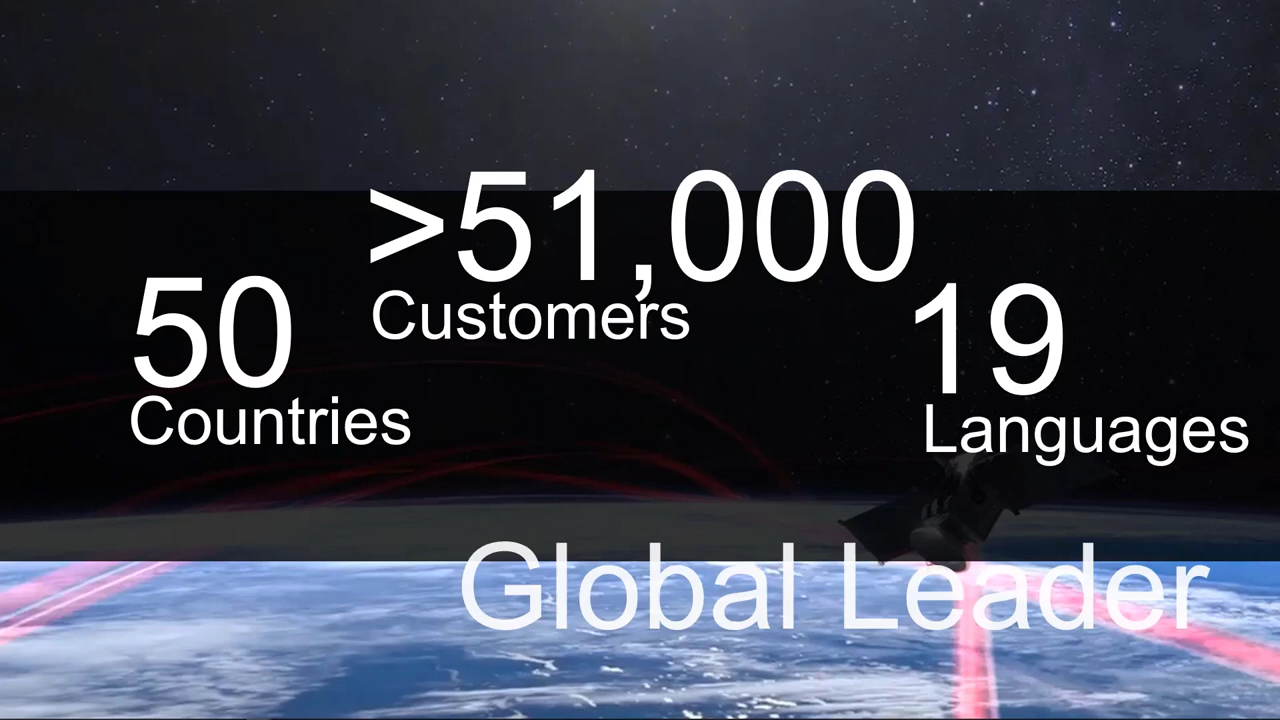 >51,000
Customers
50
Countries
19
Languages
Global Leader